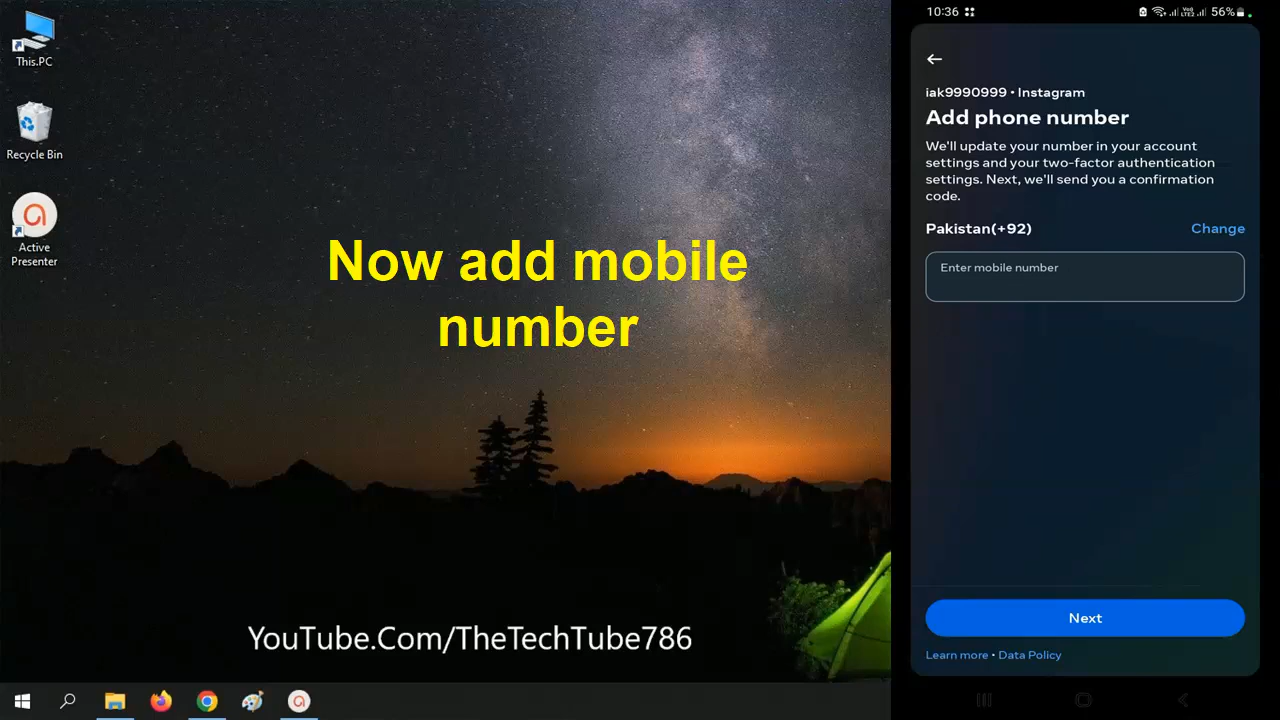 This.PC
Recycle Bin
Active
Presenter
Now add mobile
number
YouTube.Com/TheTechTube786
10:36
56%
iak9990999 • Instagram
Add phone number
We'll update your number in your account
settings and your two-factor authentication
settings. Next, we'll send you a confirmation
code.
Pakistan(+92)
Change
Enter mobile number
Next
Learn more • Data Policy